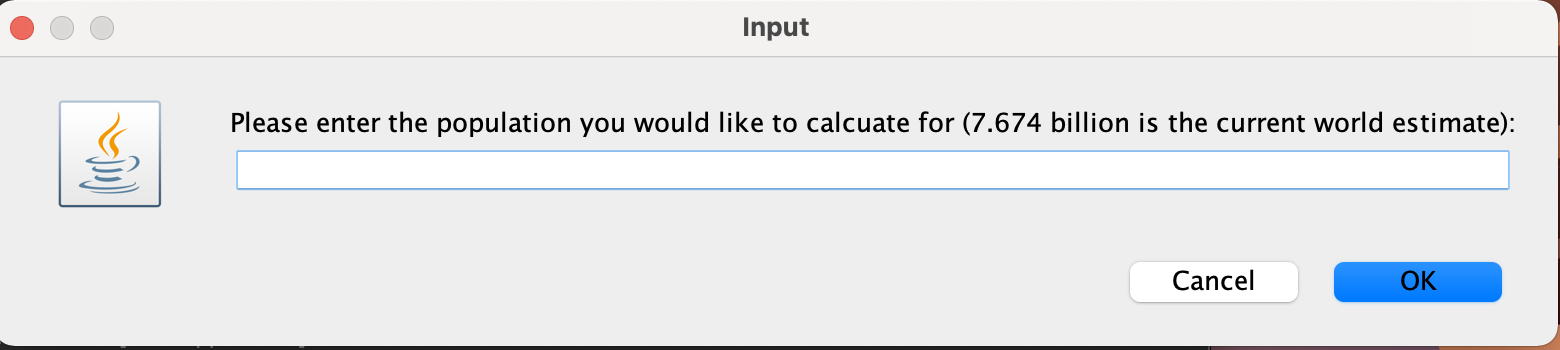 Input
Please enter the population you would like to calcuate for (7.674 billion is the current world estimate):
Cancel
OK